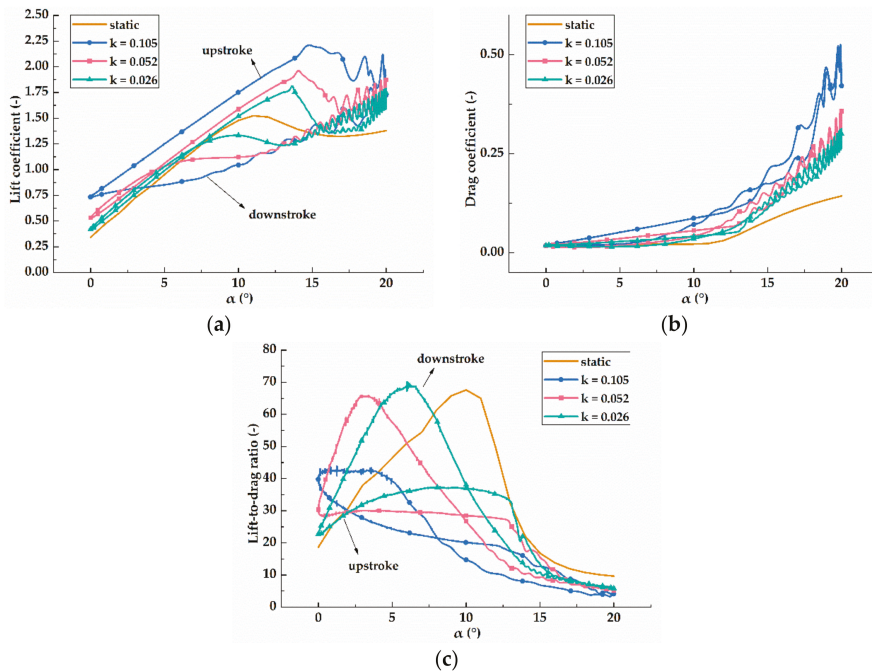 static
k = 0.105
k = 0.052
k = 0.026
upstroke
downstroke
Lift coefficient (-)
2.50
2.25
2.00
1.75
1.50
1.25
1.00
0.75
0.50
0.25
0.00
0 5 10 15 20
α (°)
(a)
static
k = 0.105
k = 0.052
k = 0.026
Drag coefficient (-)
0.50
0.25
0.00
0 5 10 15 20
α (°)
(b)
downstroke
static
k = 0.105
k = 0.052
k = 0.026
upstroke
Lift-to-drag ratio (-)
80
70
60
50
40
30
20
10
0
0 5 10 15 20
α (°)
(c)